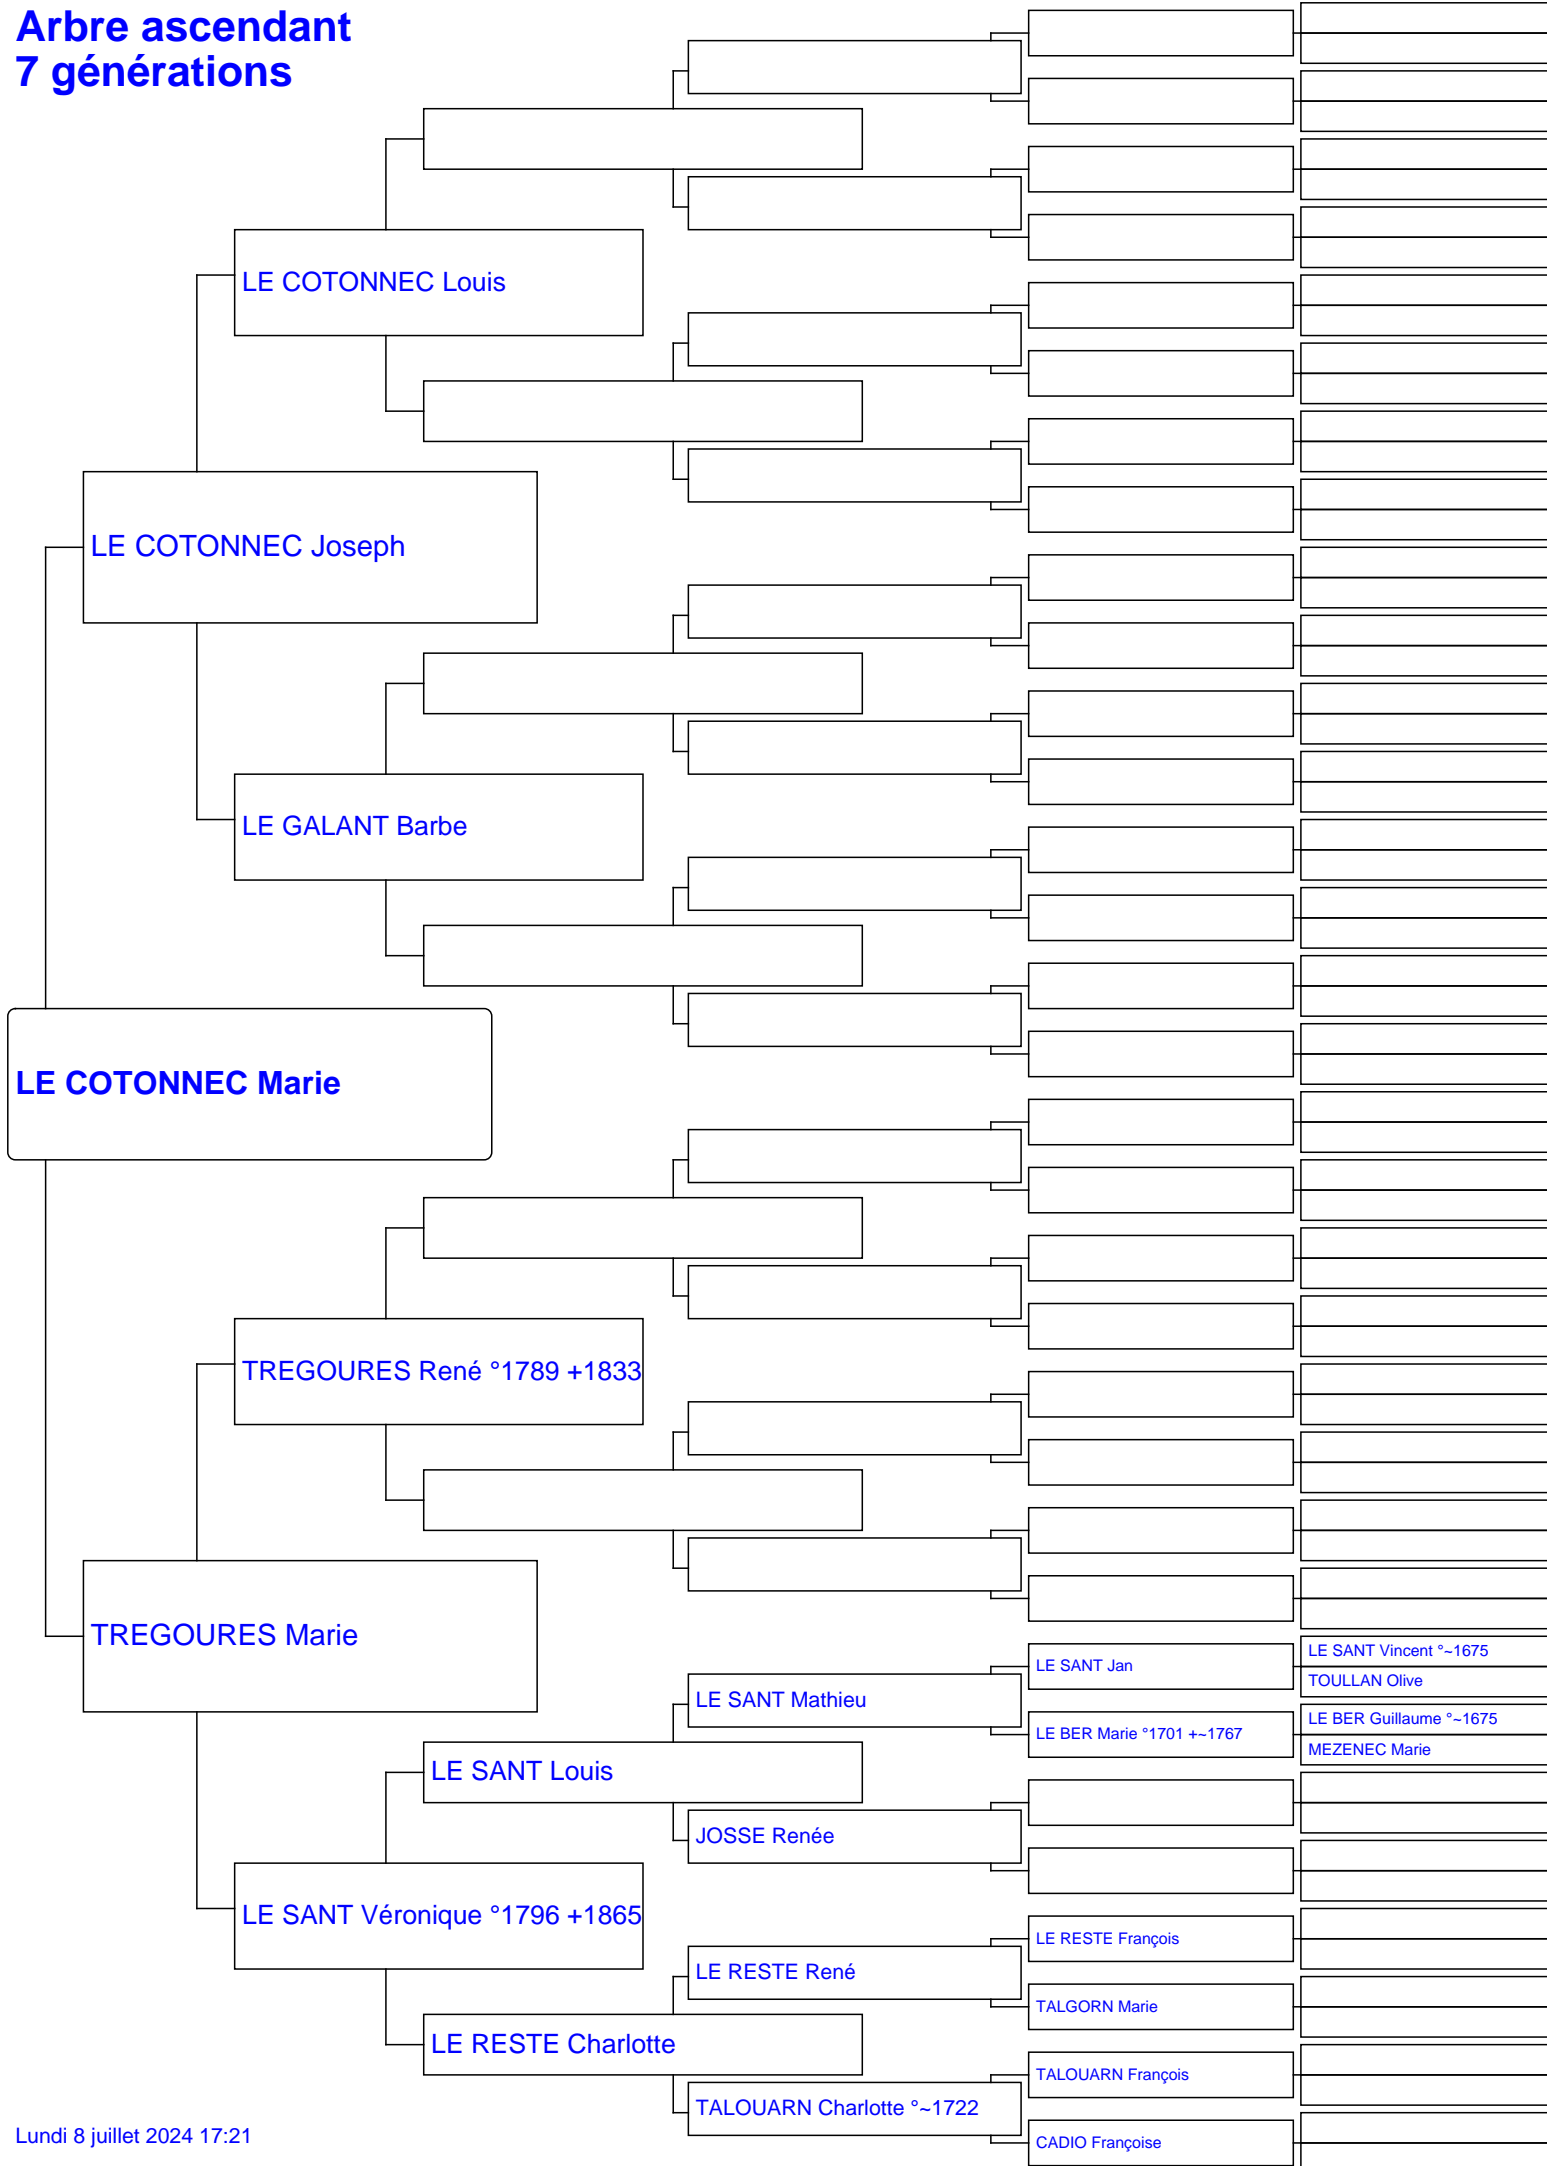 Arbre ascendant
7 générations
LE COTONNEC Louis
LE COTONNEC Joseph
LE GALANT Barbe
LE COTONNEC Marie
TREGOURES René °1789 +1833
TREGOURES Marie
LE SANT Jan
LE SANT Vincent °~1675
TOULLAN Olive
LE SANT Mathieu
LE BER Marie °1701 +~1767
LE BER Guillaume °~1675
MEZENEC Marie
LE SANT Louis
JOSSE Renée
LE SANT Véronique °1796 +1865
LE RESTE François
LE RESTE René
TALGORN Marie
LE RESTE Charlotte
TALOUARN François
TALOUARN Charlotte °~1722
CADIO Françoise
Lundi 8 juillet 2024 17:21